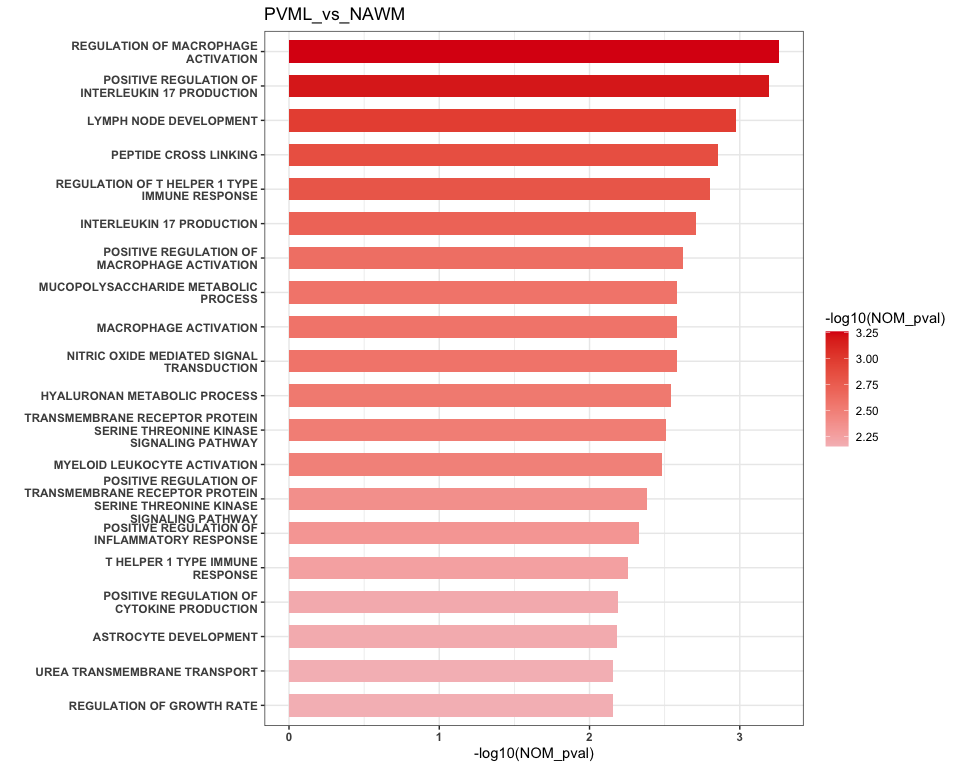 PVML_vs_NAWM
REGULATION OF MACROPHAGE
ACTIVATION
POSITIVE REGULATION OF
INTERLEUKIN 17 PRODUCTION
LYMPH NODE DEVELOPMENT
PEPTIDE CROSS LINKING
REGULATION OF T HELPER 1 TYPE
IMMUNE RESPONSE
INTERLEUKIN 17 PRODUCTION
POSITIVE REGULATION OF
MACROPHAGE ACTIVATION
MUCOPOLYSACCHARIDE METABOLIC
PROCESS
MACROPHAGE ACTIVATION
NITRIC OXIDE MEDIATED SIGNAL
TRANSDUCTION
HYALURONAN METABOLIC PROCESS
TRANSMEMBRANE RECEPTOR PROTEIN
SERINE THREONINE KINASE
SIGNALING PATHWAY
MYELOID LEUKOCYTE ACTIVATION
POSITIVE REGULATION OF
TRANSMEMBRANE RECEPTOR PROTEIN
SERINE THREONINE KINASE
SIGNALING PATHWAY
POSITIVE REGULATION OF
INFLAMMATORY RESPONSE
T HELPER 1 TYPE IMMUNE
RESPONSE
POSITIVE REGULATION OF
CYTOKINE PRODUCTION
ASTROCYTE DEVELOPMENT
UREA TRANSMEMBRANE TRANSPORT
REGULATION OF GROWTH RATE
0 1 2 3
-log10(NOM_pval)
-log10(NOM_pval)
3.25
3.00
2.75
2.50
2.25